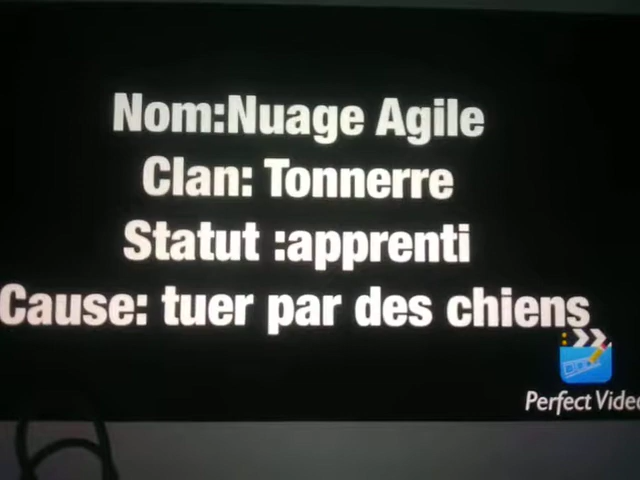 Nom:Nuage Agile
Clan: Tonnerre
Statut :apprenti
Cause: tuer par des chiens
Perfect Video